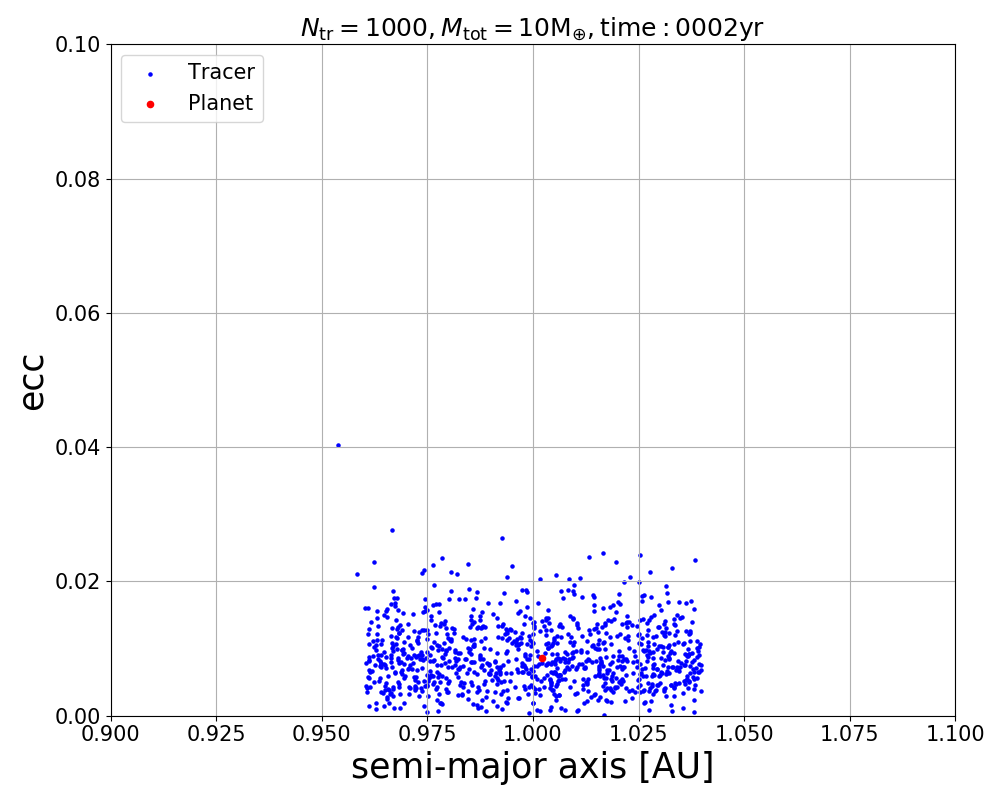 N_tr = 1000, M_tot = 10M_⊕, time : 0002yr
0.10
Tracer
Planet
0.08
0.06
ecc
0.04
0.02
0.00
0.900 0.925 0.950 0.975 1.000 1.025 1.050 1.075 1.100
semi-major axis [AU]